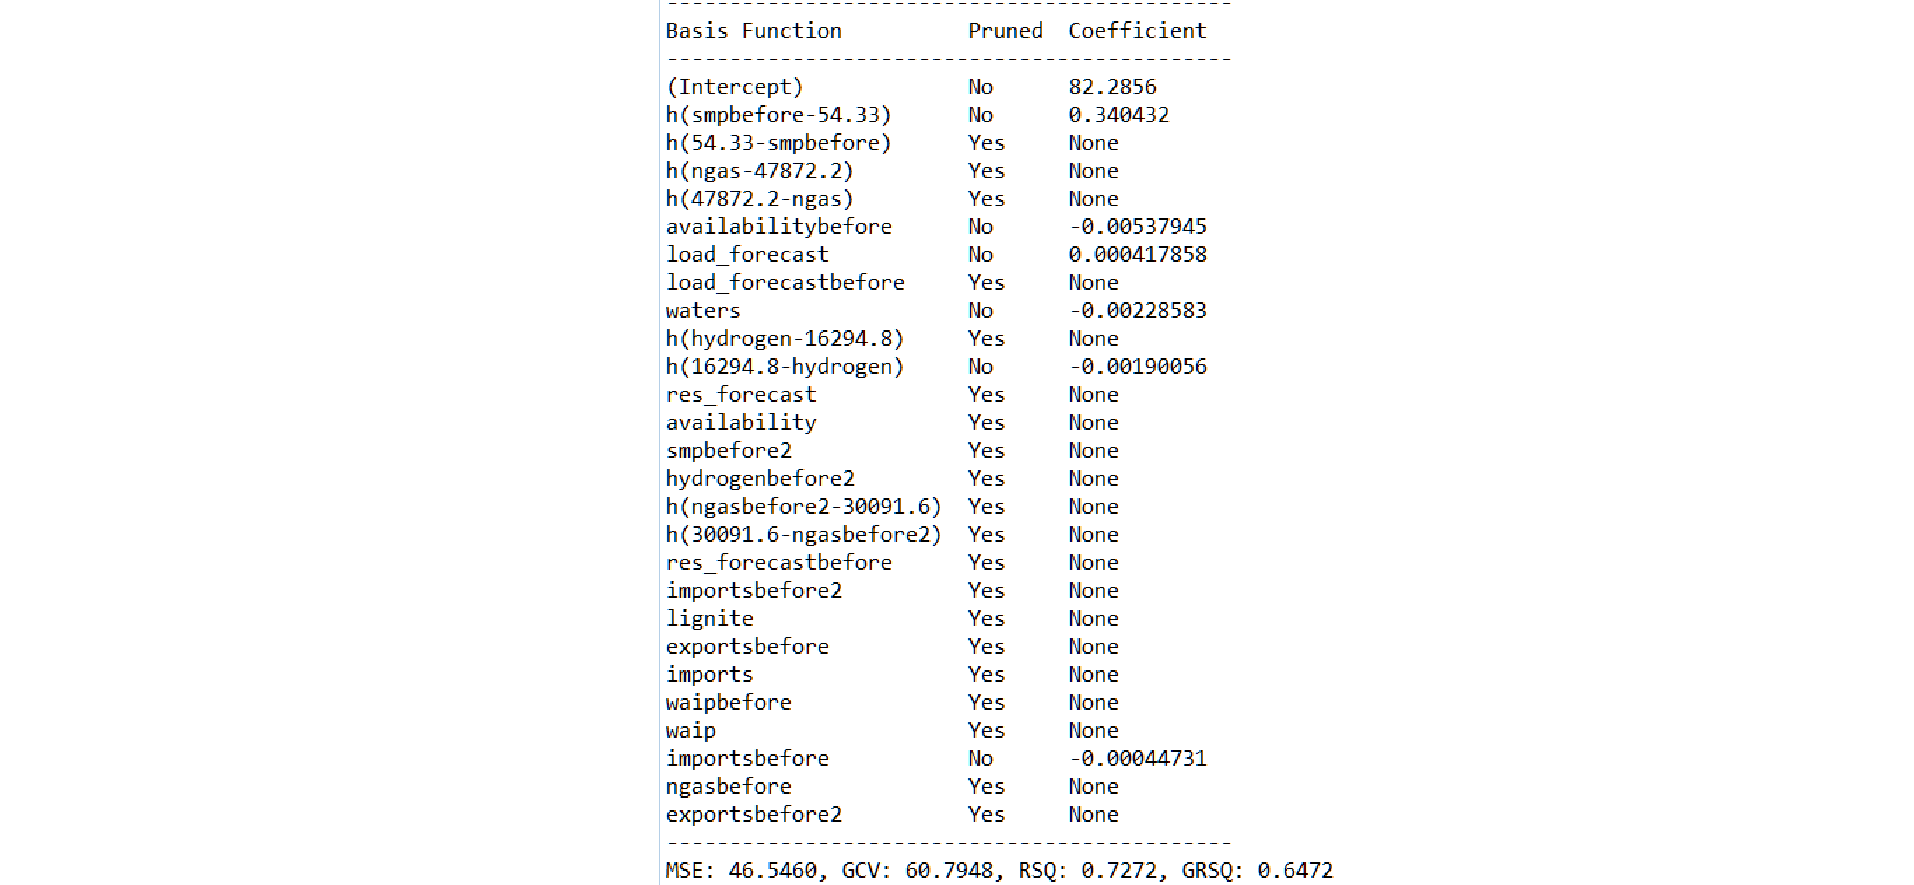 ---------------------------------------------
Basis Function          Pruned  Coefficient
---------------------------------------------
(Intercept)             No      82.2856
h(smpbefore-54.33)      No      0.340432
h(54.33-smpbefore)      Yes     None
h(ngas-47872.2)         Yes     None
h(47872.2-ngas)         Yes     None
availabilitybefore      No      -0.00537945
load_forecast           No      0.000417858
load_forecastbefore     Yes     None
waters                  No      -0.00228583
h(hydrogen-16294.8)     Yes     None
h(16294.8-hydrogen)     No      -0.00190056
res_forecast            Yes     None
availability            Yes     None
smpbefore2              Yes     None
hydrogenbefore2         Yes     None
h(ngasbefore2-30091.6)  Yes     None
h(30091.6-ngasbefore2)  Yes     None
res_forecastbefore      Yes     None
importsbefore2          Yes     None
lignite                 Yes     None
exportsbefore           Yes     None
imports                 Yes     None
waipbefore              Yes     None
waip                    Yes     None
importsbefore           No      -0.00044731
ngasbefore              Yes     None
exportsbefore2          Yes     None
---------------------------------------------
MSE: 46.5460, GCV: 60.7948, RSQ: 0.7272, GRSQ: 0.6472